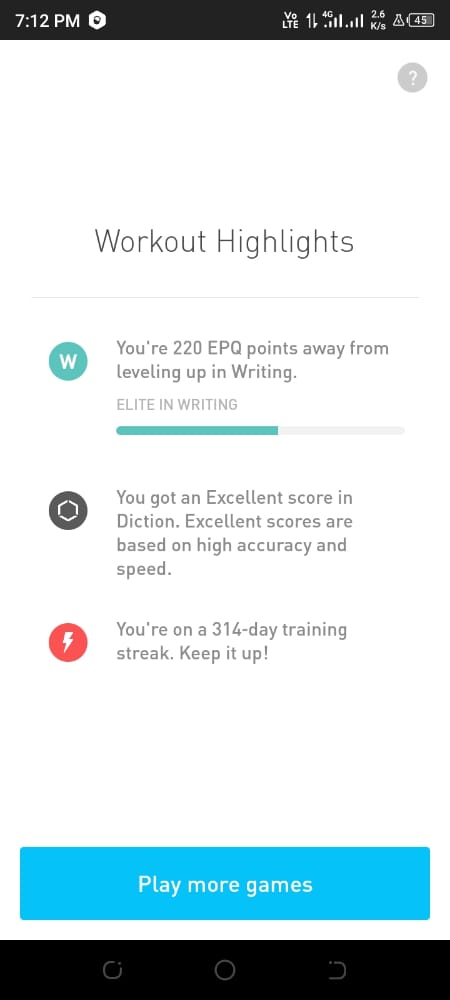 7:12 PM
Vo LTE 4G 2.6 K/s 45
?
Workout Highlights
W
You're 220 EPQ points away from
leveling up in Writing.
ELITE IN WRITING
You got an Excellent score in
Diction. Excellent scores are
based on high accuracy and
speed.
You're on a 314-day training
streak. Keep it up!
Play more games